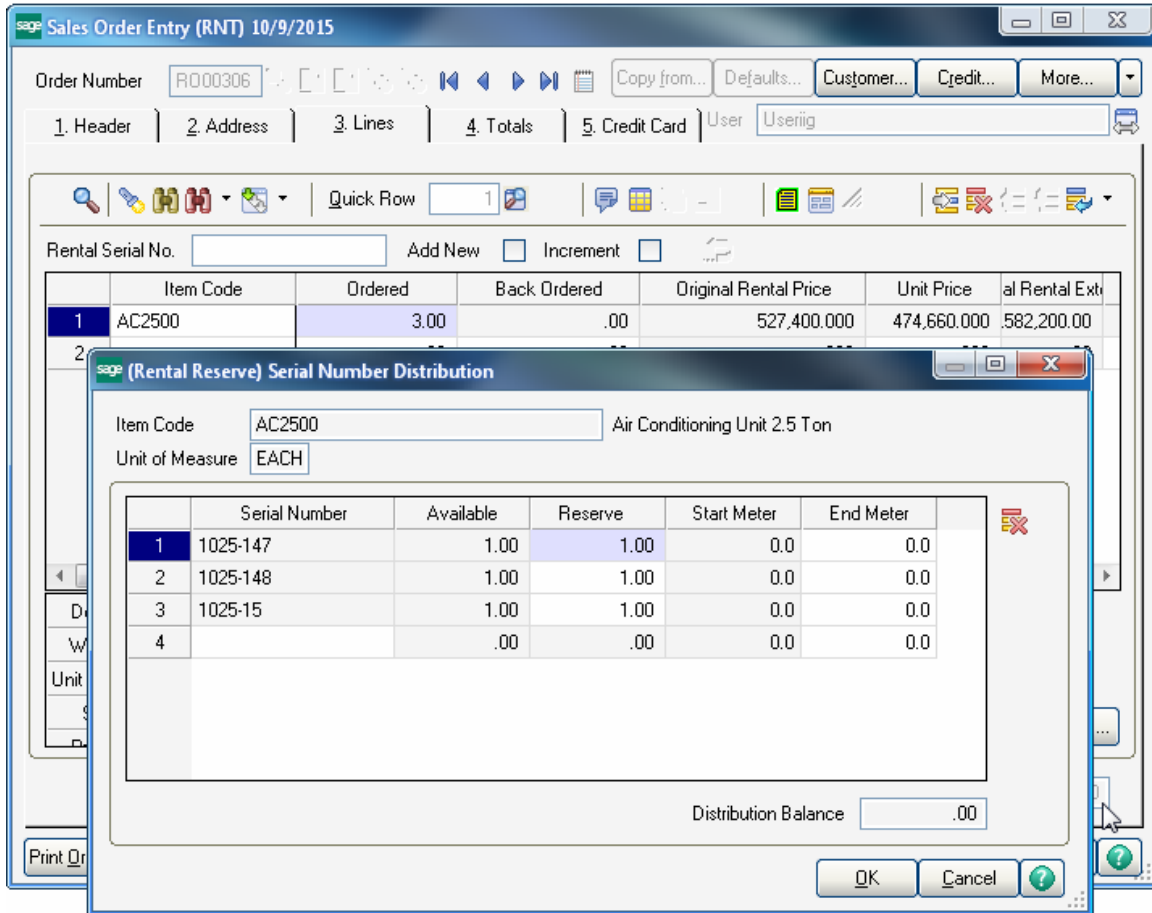 sage Sales Order Entry (RNT) 10/9/2015
Order Number RO00306 Copy from... Defaults... Customer... Credit... More...
1. Header 2. Address 3. Lines 4. Totals 5. Credit Card User Useriig
Quick Row 1
Rental Serial No. Add New Increment
Item Code Ordered Back Ordered Original Rental Price Unit Price al Rental Exte
1 AC2500 3.00 .00 527,400.000 474,660.000 .582,200.00
2
sage (Rental Reserve) Serial Number Distribution
Item Code AC2500 Air Conditioning Unit 2.5 Ton
Unit of Measure EACH
Serial Number Available Reserve Start Meter End Meter
1 1025-147 1.00 1.00 0.0 0.0
2 1025-148 1.00 1.00 0.0 0.0
3 1025-15 1.00 1.00 0.0 0.0
4 .00 .00 0.0 0.0
Unit
Distribution Balance .00
Print Or
OK Cancel